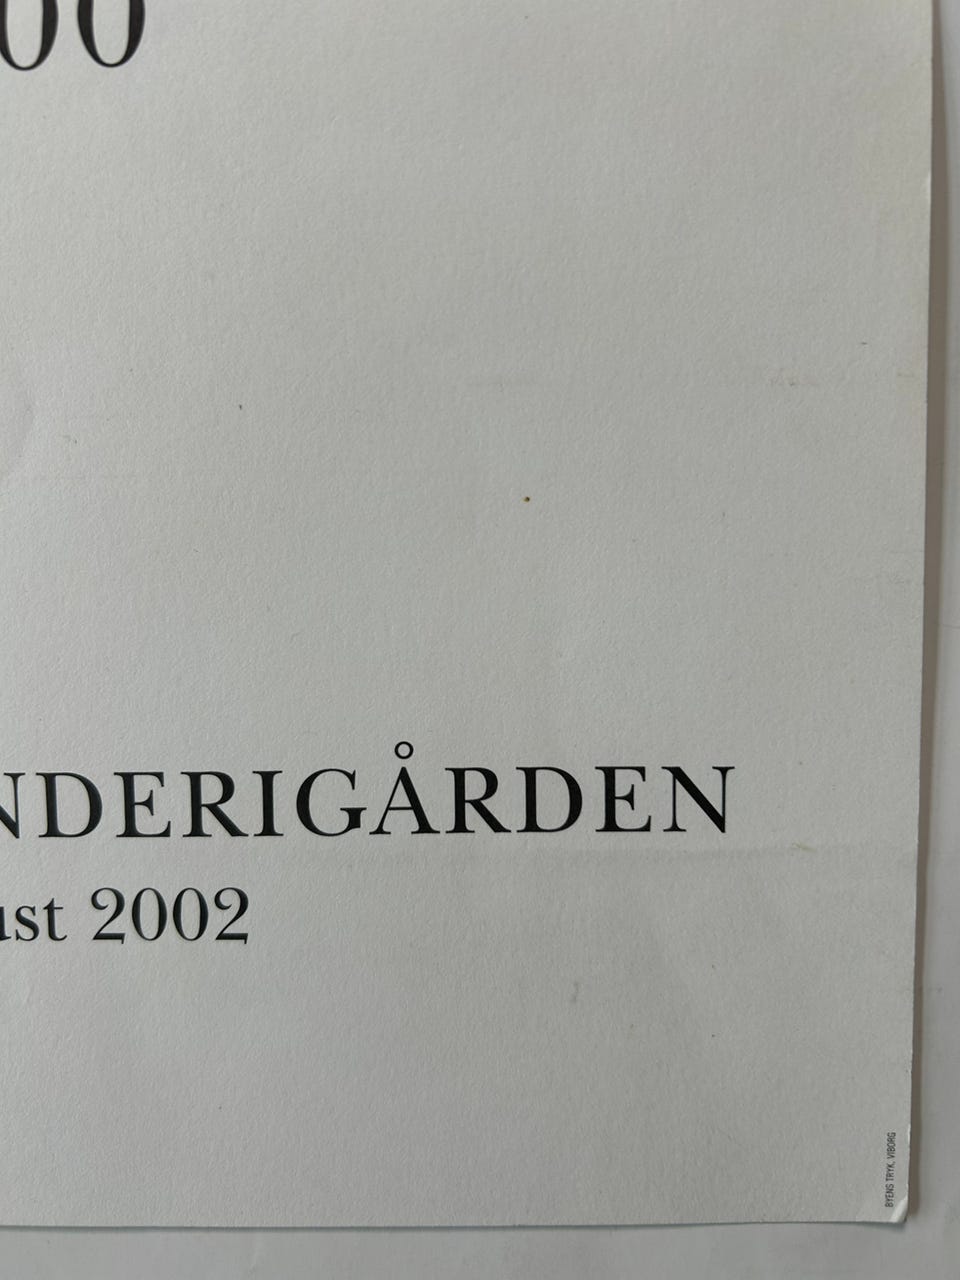 00
NDERIGÅRDEN
ust 2002
BYENS TRYK, VIBORG